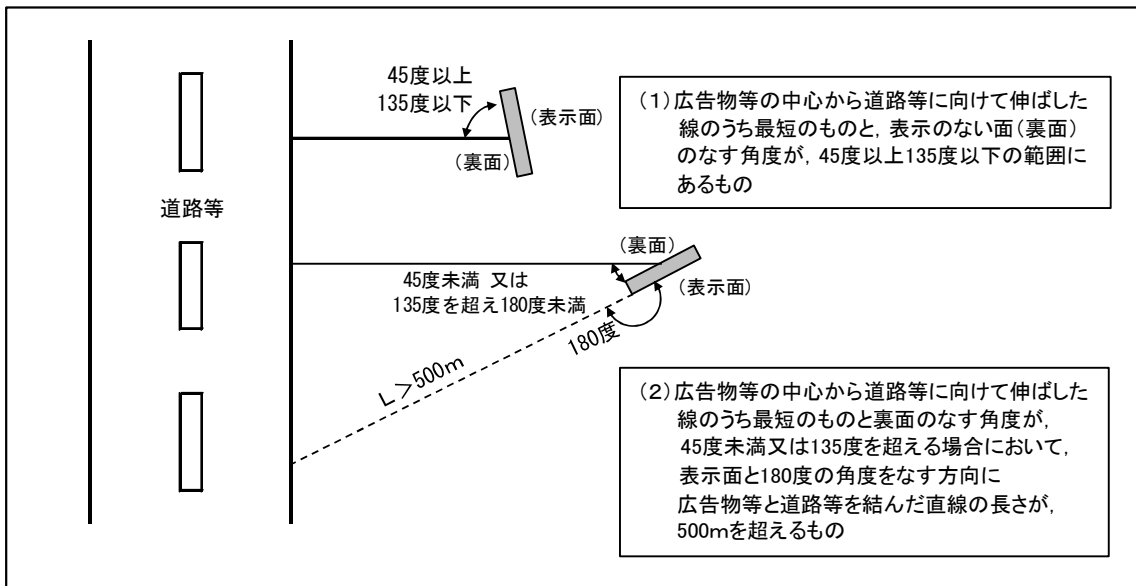 45度以上
135度以下
(表示面)
(裏面)
(1)広告物等の中心から道路等に向けて伸ばした
線のうち最短のものと,表示のない面(裏面)
のなす角度が,45度以上135度以下の範囲に
あるもの
道路等
(裏面)
45度未満 又は
135度を超え180度未満
(表示面)
180度
L>500m
(2)広告物等の中心から道路等に向けて伸ばした
線のうち最短のものと裏面のなす角度が,
45度未満又は135度を超える場合において,
表示面と180度の角度をなす方向に
広告物等と道路等を結んだ直線の長さが,
500mを超えるもの